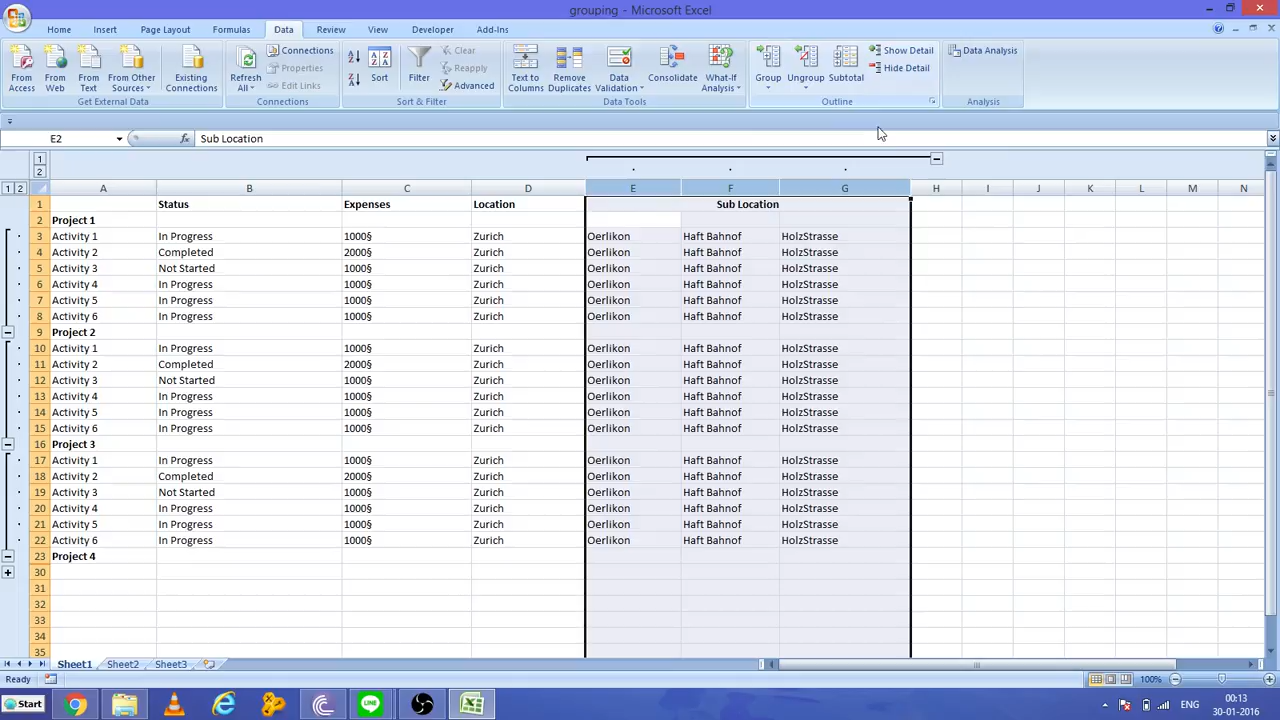 grouping - Microsoft Excel
Home Insert Page Layout Formulas Data Review View Developer Add-Ins
From Access From Web From Text From Other Sources Existing Connections Refresh All Connections Properties Edit Links Sort Filter Clear Reapply Advanced Text to Columns Remove Duplicates Data Validation Consolidate What-If Analysis Group Ungroup Subtotal Show Detail Hide Detail Data Analysis
Get External Data Connections Sort & Filter Data Tools Outline Analysis
E2 fx Sub Location
1
2
1 2 A B C D E F G H I J K L M N
1 Status Expenses Location Sub Location
2 Project 1
3 Activity 1 In Progress 1000§ Zurich Oerlikon Haft Bahnof HolzStrasse
4 Activity 2 Completed 2000§ Zurich Oerlikon Haft Bahnof HolzStrasse
5 Activity 3 Not Started 1000§ Zurich Oerlikon Haft Bahnof HolzStrasse
6 Activity 4 In Progress 1000§ Zurich Oerlikon Haft Bahnof HolzStrasse
7 Activity 5 In Progress 1000§ Zurich Oerlikon Haft Bahnof HolzStrasse
8 Activity 6 In Progress 1000§ Zurich Oerlikon Haft Bahnof HolzStrasse
9 Project 2
10 Activity 1 In Progress 1000§ Zurich Oerlikon Haft Bahnof HolzStrasse
11 Activity 2 Completed 2000§ Zurich Oerlikon Haft Bahnof HolzStrasse
12 Activity 3 Not Started 1000§ Zurich Oerlikon Haft Bahnof HolzStrasse
13 Activity 4 In Progress 1000§ Zurich Oerlikon Haft Bahnof HolzStrasse
14 Activity 5 In Progress 1000§ Zurich Oerlikon Haft Bahnof HolzStrasse
15 Activity 6 In Progress 1000§ Zurich Oerlikon Haft Bahnof HolzStrasse
16 Project 3
17 Activity 1 In Progress 1000§ Zurich Oerlikon Haft Bahnof HolzStrasse
18 Activity 2 Completed 2000§ Zurich Oerlikon Haft Bahnof HolzStrasse
19 Activity 3 Not Started 1000§ Zurich Oerlikon Haft Bahnof HolzStrasse
20 Activity 4 In Progress 1000§ Zurich Oerlikon Haft Bahnof HolzStrasse
21 Activity 5 In Progress 1000§ Zurich Oerlikon Haft Bahnof HolzStrasse
22 Activity 6 In Progress 1000§ Zurich Oerlikon Haft Bahnof HolzStrasse
23 Project 4
30
31
32
33
34
35
Sheet1 Sheet2 Sheet3
Ready 100%
Start LINE ENG 00:13
30-01-2016